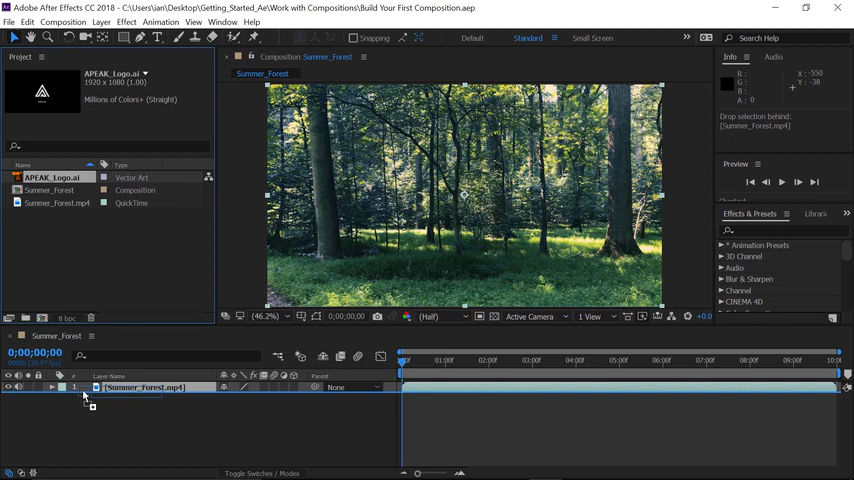 Adobe After Effects CC 2018 - C:\Users\ian\Desktop\Getting_Started_Ae\Work with Compositions\Build Your First Composition.aep
File Edit Composition Layer Effect Animation View Window Help
Snapping Default Standard Small Screen Search Help
Project
APEAK_Logo.ai
1920 x 1080 (1.00)
Millions of Colors+ (Straight)
Name Type
APEAK_Logo.ai Vector Art
Summer_Forest Composition
Summer_Forest.mp4 QuickTime
8 bpc
Composition Summer_Forest
Summer_Forest
(46.2%) 0;00;00;00 (Half) Active Camera 1 View +0.0
Info Audio
R :
G :
B :
A : 0
X : -550
Y : -38
Drop selection behind:
[Summer_Forest.mp4]
Preview
Effects & Presets Librari
* Animation Presets
3D Channel
Audio
Blur & Sharpen
Channel
CINEMA 4D
Summer_Forest
0;00;00;00
00000 (29.97 fps)
# Layer Name Parent
1 [Summer_Forest.mp4] None
01:00f 02:00f 03:00f 04:00f 05:00f 06:00f 07:00f 08:00f 09:00f
Toggle Switches / Modes